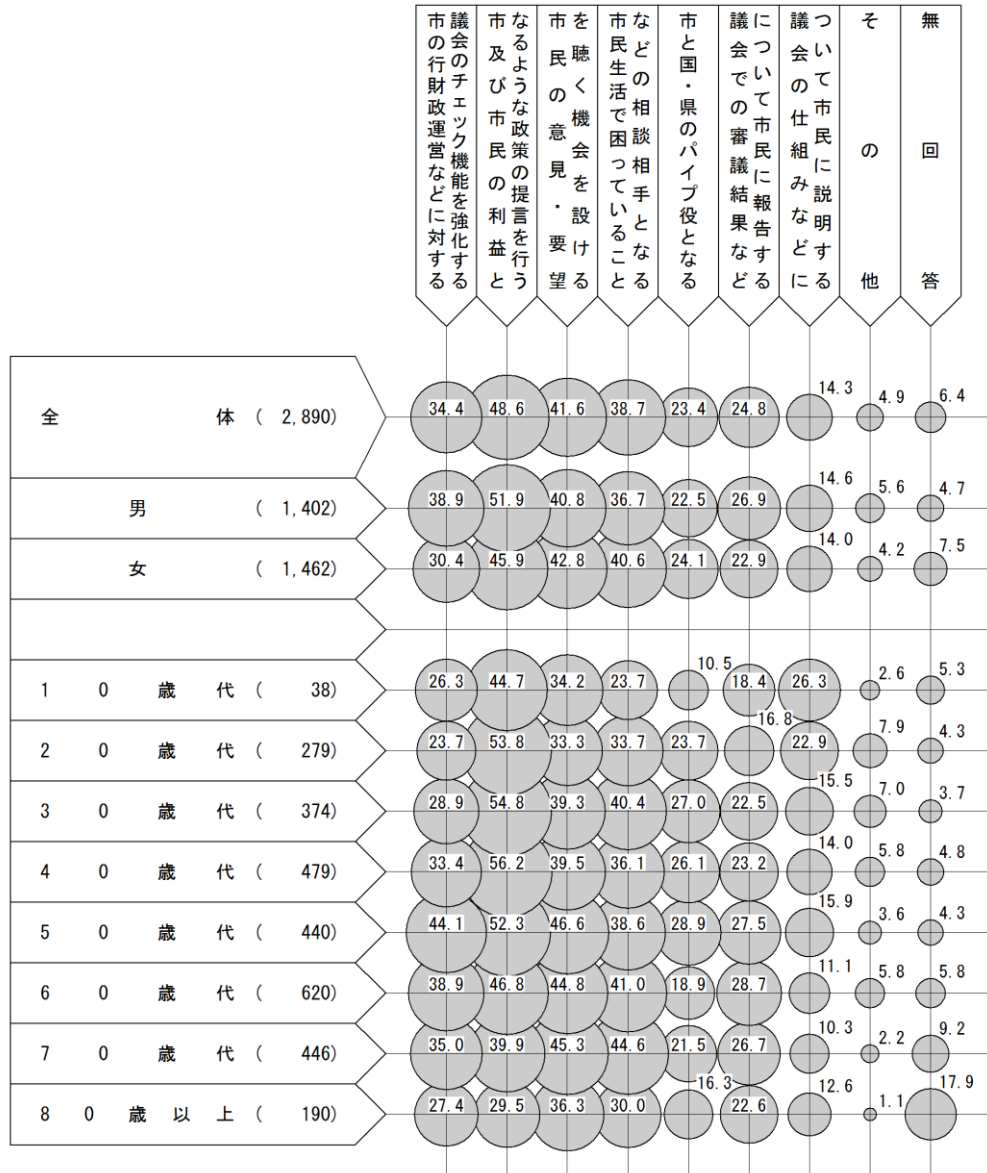 市の行財政運営などに対する
議会のチェック機能を強化する
市及び市民の利益と
なるような政策の提言を行う
市民の意見・要望
を聴く機会を設ける
市民生活で困っていること
などの相談相手となる
市と国・県のパイプ役となる
議会での審議結果など
について市民に報告する
議会の仕組みなどに
ついて市民に説明する
その他
無回答
全体 ( 2,890) 34.4 48.6 41.6 38.7 23.4 24.8 14.3 4.9 6.4
男 ( 1,402) 38.9 51.9 40.8 36.7 22.5 26.9 14.6 5.6 4.7
女 ( 1,462) 30.4 45.9 42.8 40.6 24.1 22.9 14.0 4.2 7.5
10歳代 ( 38) 26.3 44.7 34.2 23.7 10.5 18.4 26.3 2.6 5.3
20歳代 ( 279) 23.7 53.8 33.3 33.7 23.7 16.8 22.9 7.9 4.3
30歳代 ( 374) 28.9 54.8 39.3 40.4 27.0 22.5 15.5 7.0 3.7
40歳代 ( 479) 33.4 56.2 39.5 36.1 26.1 23.2 14.0 5.8 4.8
50歳代 ( 440) 44.1 52.3 46.6 38.6 28.9 27.5 15.9 3.6 4.3
60歳代 ( 620) 38.9 46.8 44.8 41.0 18.9 28.7 11.1 5.8 5.8
70歳代 ( 446) 35.0 39.9 45.3 44.6 21.5 26.7 10.3 2.2 9.2
80歳以上 ( 190) 27.4 29.5 36.3 30.0 16.3 22.6 12.6 1.1 17.9